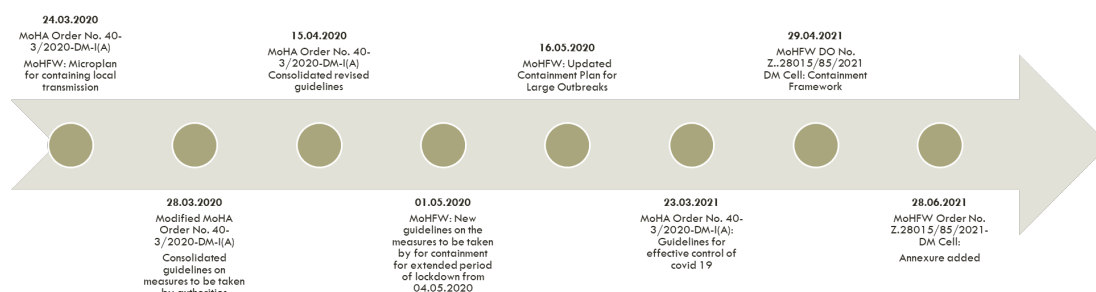 24.03.2020
MoHA Order No. 40-
3/2020-DM-I(A)
MoHFW: Microplan
for containing local
transmission
28.03.2020
Modified MoHA
Order No. 40-
3/2020-DM-I(A)
Consolidated
guidelines on
measures to be taken
by authorities
15.04.2020
MoHA Order No. 40-
3/2020-DM-I(A)
Consolidated revised
guidelines
01.05.2020
MoHFW: New
guidelines on the
measures to be taken
by for containment
for extended period
of lockdown from
04.05.2020
16.05.2020
MoHFW: Updated
Containment Plan for
Large Outbreaks
23.03.2021
MoHA Order No. 40-
3/2020-DM-I(A):
Guidelines for
effective control of
covid 19
29.04.2021
MoHFW DO No.
Z..28015/85/2021
DM Cell: Containment
Framework
28.06.2021
MoHFW Order No.
Z.28015/85/2021-
DM Cell:
Annexure added